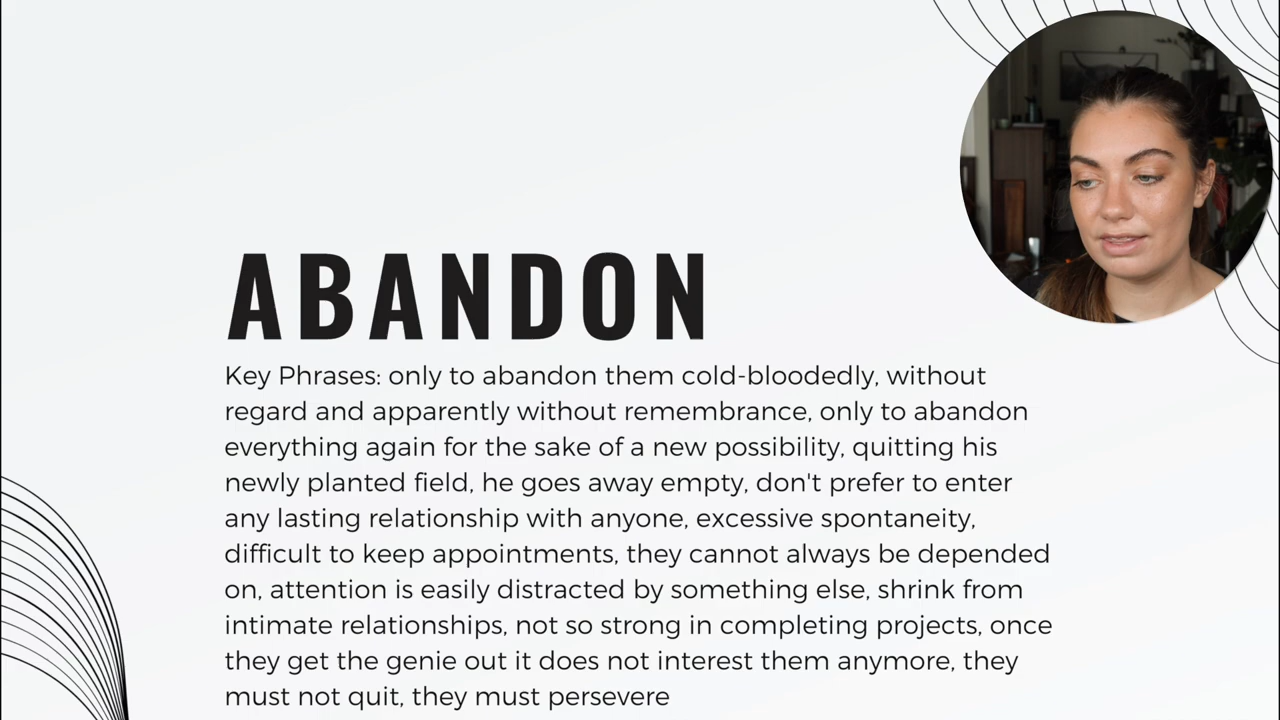 ABANDON
Key Phrases: only to abandon them cold-bloodedly, without
regard and apparently without remembrance, only to abandon
everything again for the sake of a new possibility, quitting his
newly planted field, he goes away empty, don't prefer to enter
any lasting relationship with anyone, excessive spontaneity,
difficult to keep appointments, they cannot always be depended
on, attention is easily distracted by something else, shrink from
intimate relationships, not so strong in completing projects, once
they get the genie out it does not interest them anymore, they
must not quit, they must persevere